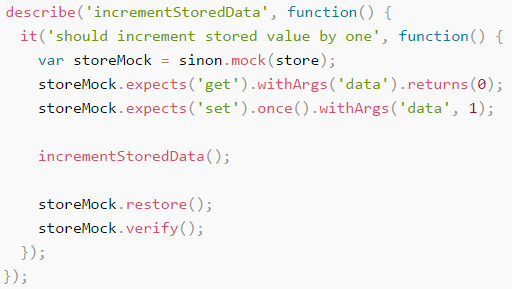 describe('incrementStoredData', function() {
  it('should increment stored value by one', function() {
    var storeMock = sinon.mock(store);
    storeMock.expects('get').withArgs('data').returns(0);
    storeMock.expects('set').once().withArgs('data', 1);

    incrementStoredData();

    storeMock.restore();
    storeMock.verify();
  });
});